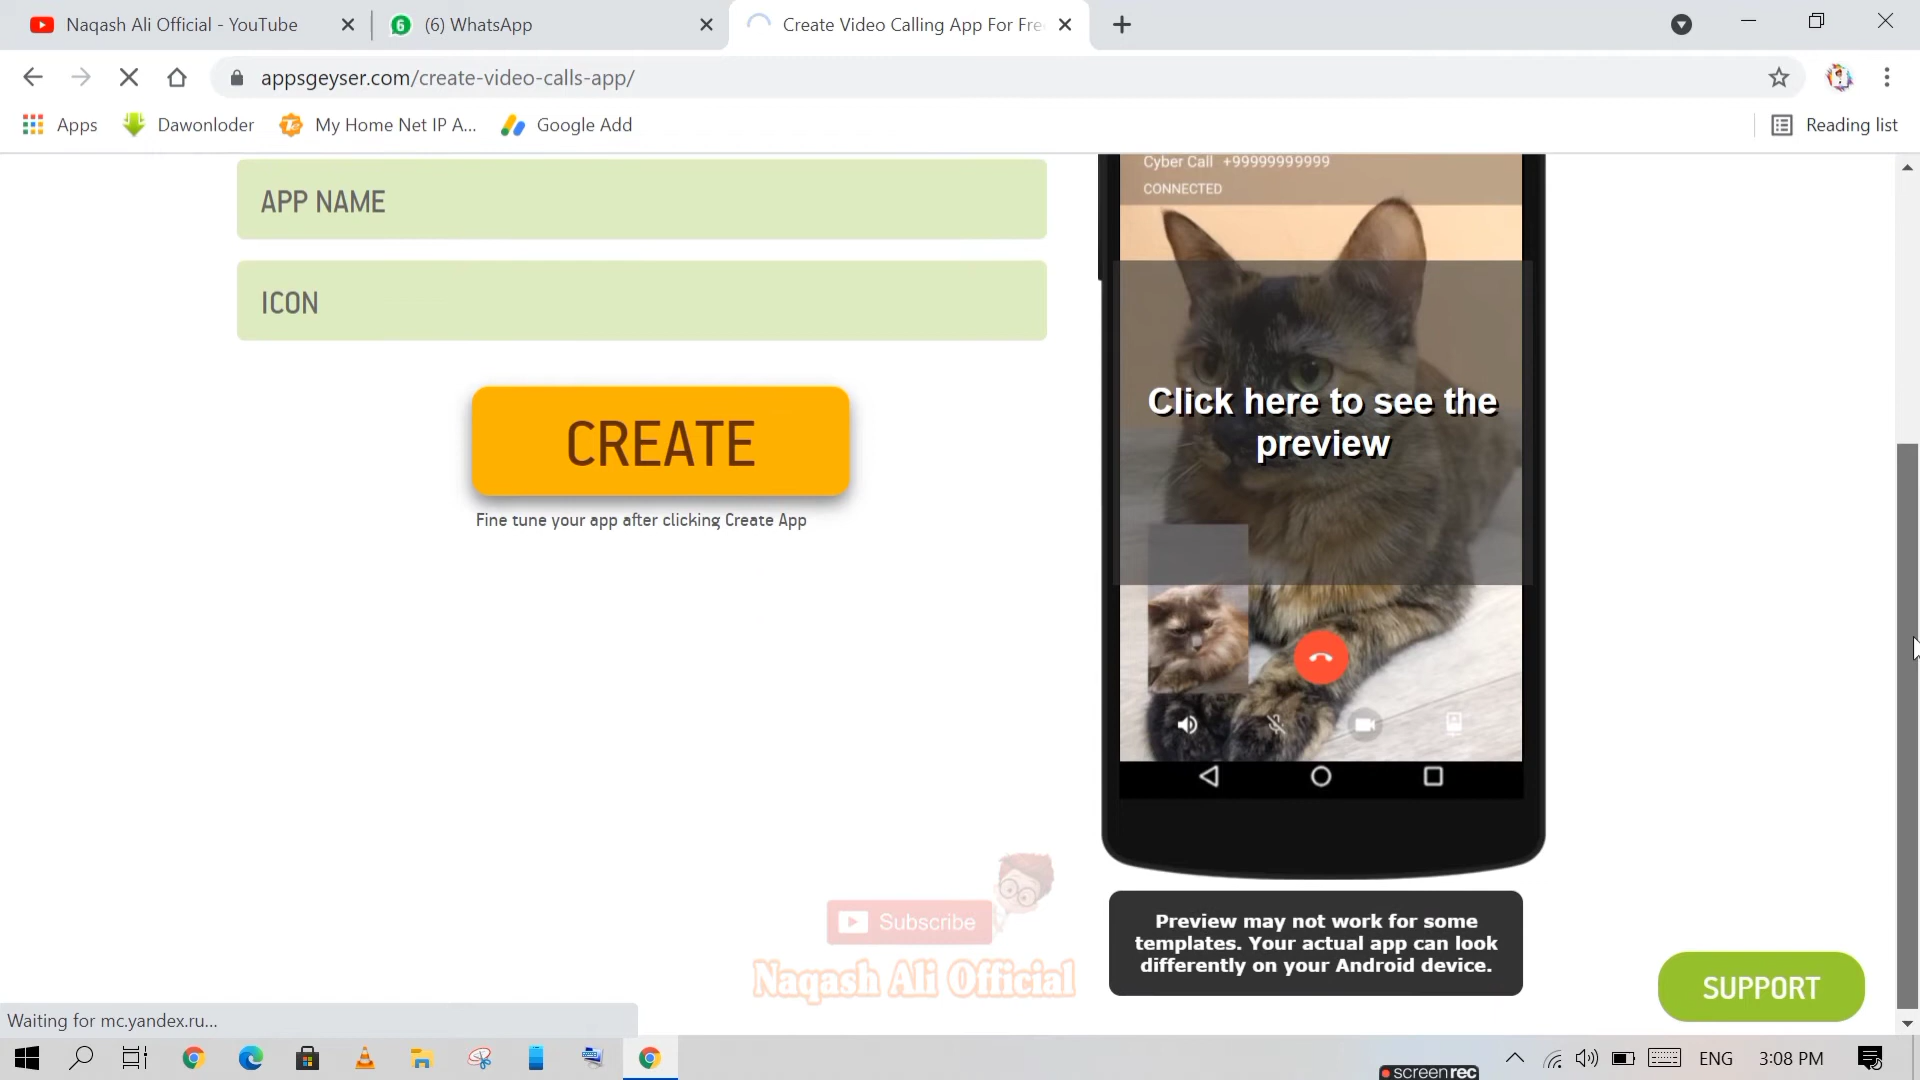 Naqash Ali Official - YouTube
6 (6) WhatsApp
Create Video Calling App For Fre
appsgeyser.com/create-video-calls-app/
Apps
Dawonloder
My Home Net IP A...
Google Add
Reading list
Cyber Call +99999999999
CONNECTED
APP NAME
ICON
Click here to see the
preview
CREATE
Fine tune your app after clicking Create App
Subscribe
Naqash Ali Official
Preview may not work for some
templates. Your actual app can look
differently on your Android device.
SUPPORT
Waiting for mc.yandex.ru...
ENG
3:08 PM
screen rec